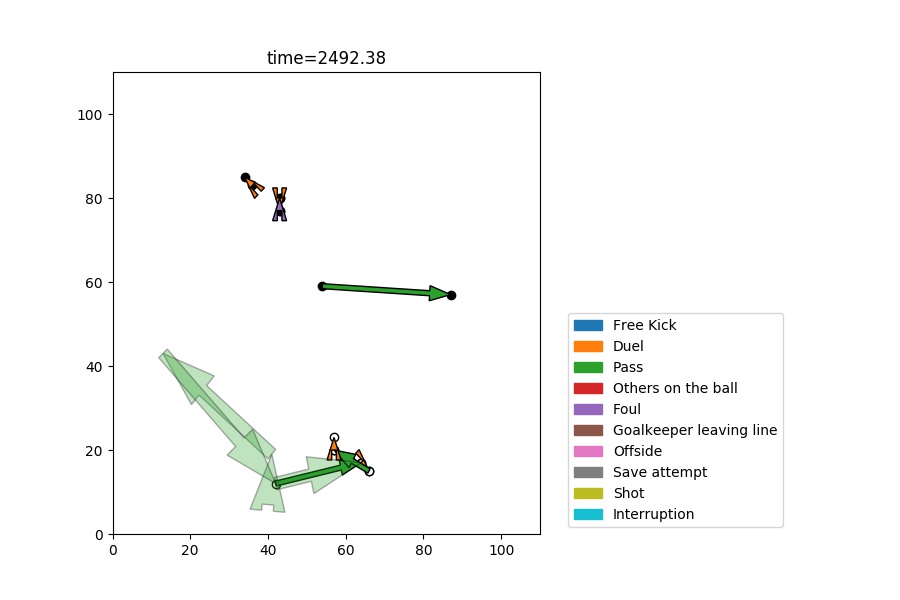 time=2492.38
100
80
60
40
20
0
0 20 40 60 80 100
Free Kick
Duel
Pass
Others on the ball
Foul
Goalkeeper leaving line
Offside
Save attempt
Shot
Interruption